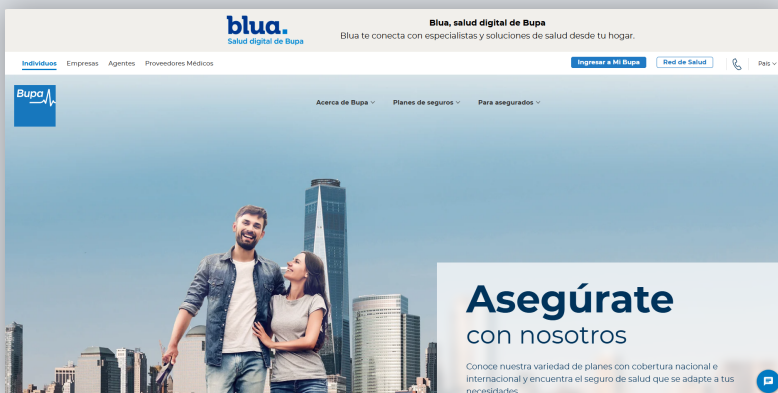 blua.
Salud digital de Bupa
Blua, salud digital de Bupa
Blua te conecta con especialistas y soluciones de salud desde tu hogar.
Individuos Empresas Agentes Proveedores Médicos
Ingresar a Mi Bupa Red de Salud País
Bupa
Acerca de Bupa Planes de seguros Para asegurados
Asegúrate
con nosotros
Conoce nuestra variedad de planes con cobertura nacional e
internacional y encuentra el seguro de salud que se adapte a tus
necesidades